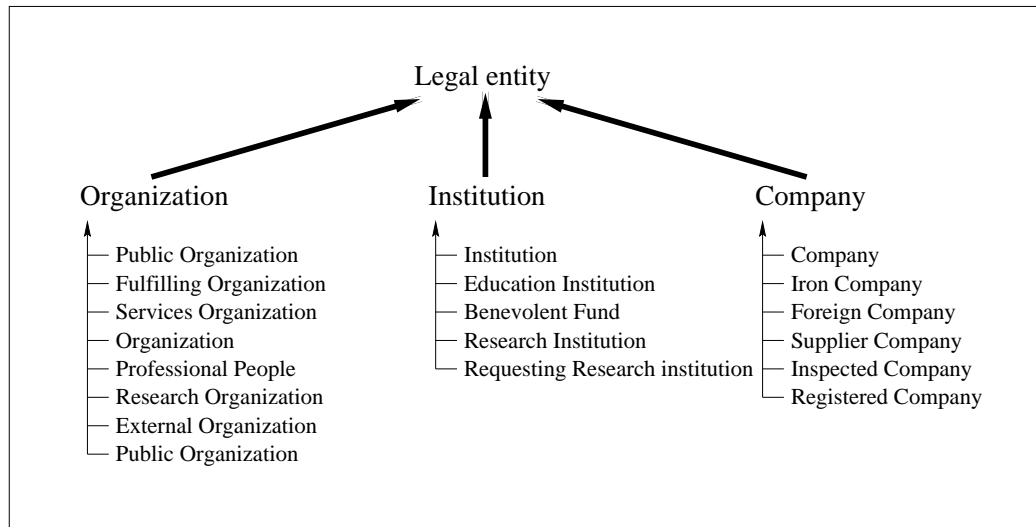 Legal entity
Organization
Public Organization
Fulfilling Organization
Services Organization
Organization
Professional People
Research Organization
External Organization
Public Organization
Institution
Institution
Education Institution
Benevolent Fund
Research Institution
Requesting Research institution
Company
Company
Iron Company
Foreign Company
Supplier Company
Inspected Company
Registered Company